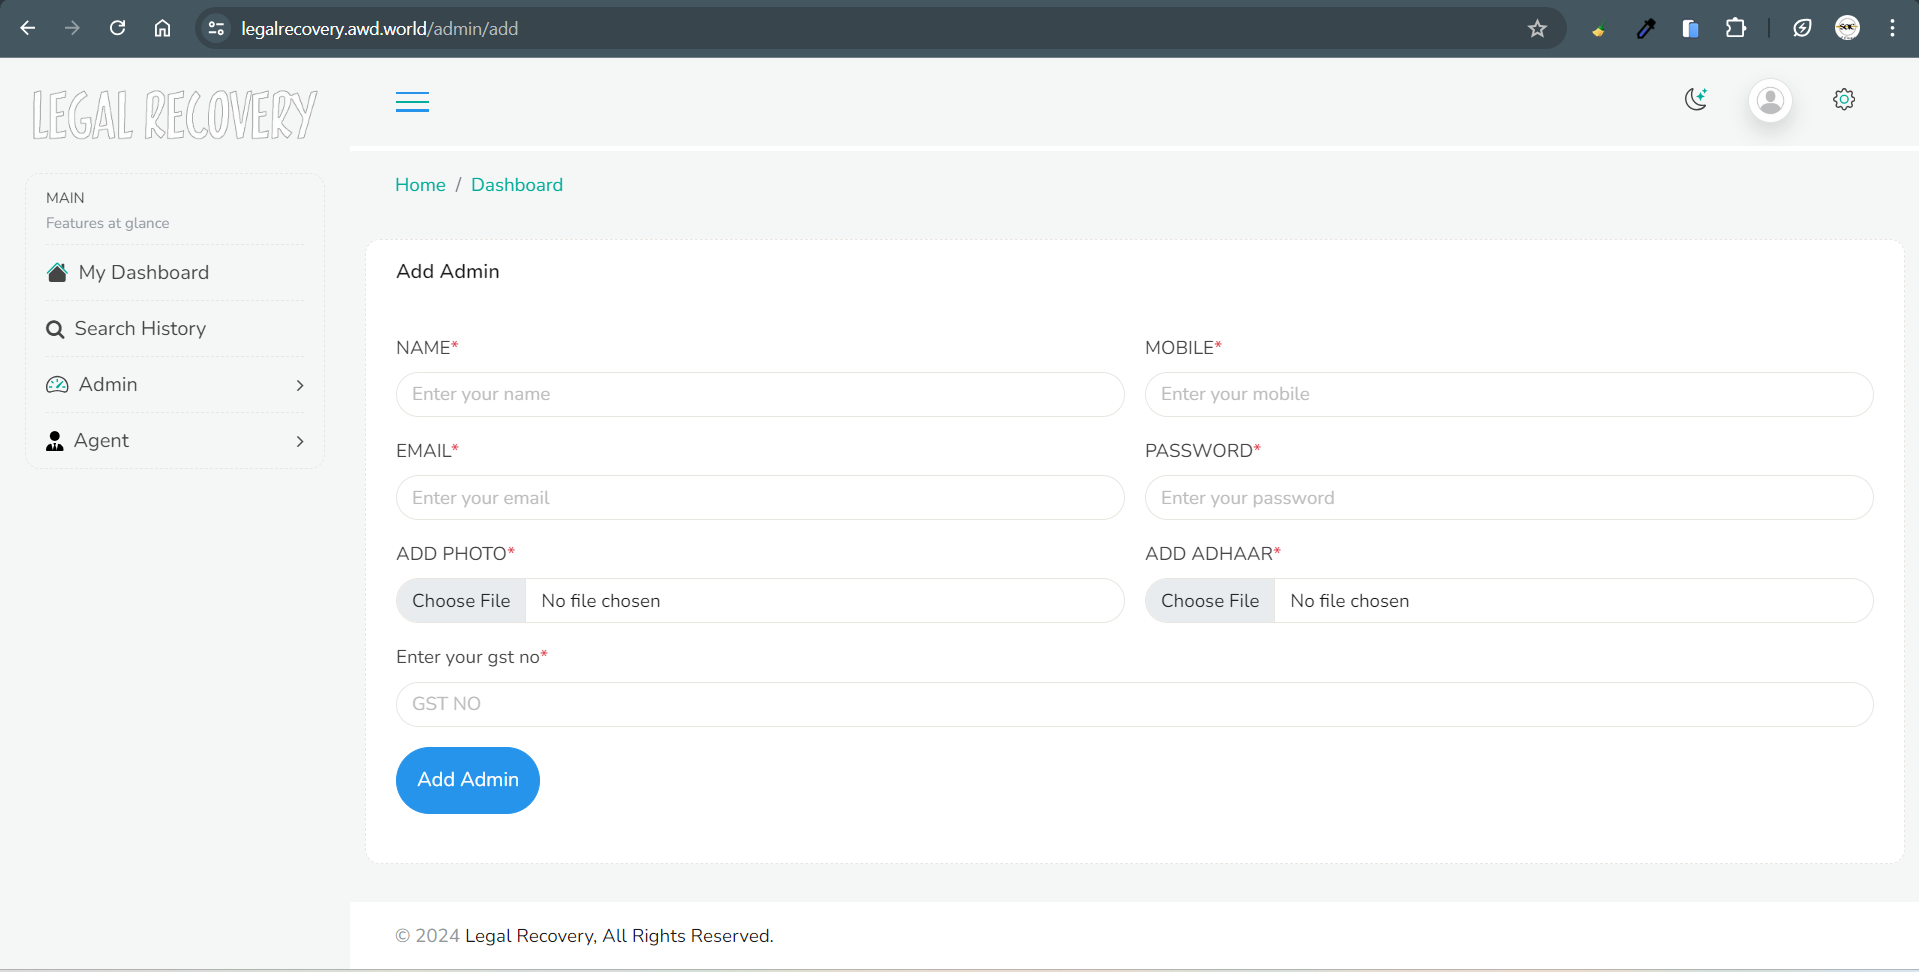 legalrecovery.awd.world/admin/add
LEGAL RECOVERY
MAIN
Features at glance
My Dashboard
Search History
Admin
Agent
Home / Dashboard
Add Admin
NAME*
MOBILE*
Enter your name
Enter your mobile
EMAIL*
PASSWORD*
Enter your email
Enter your password
ADD PHOTO*
ADD ADHAAR*
Choose File No file chosen
Choose File No file chosen
Enter your gst no*
GST NO
Add Admin
© 2024 Legal Recovery, All Rights Reserved.